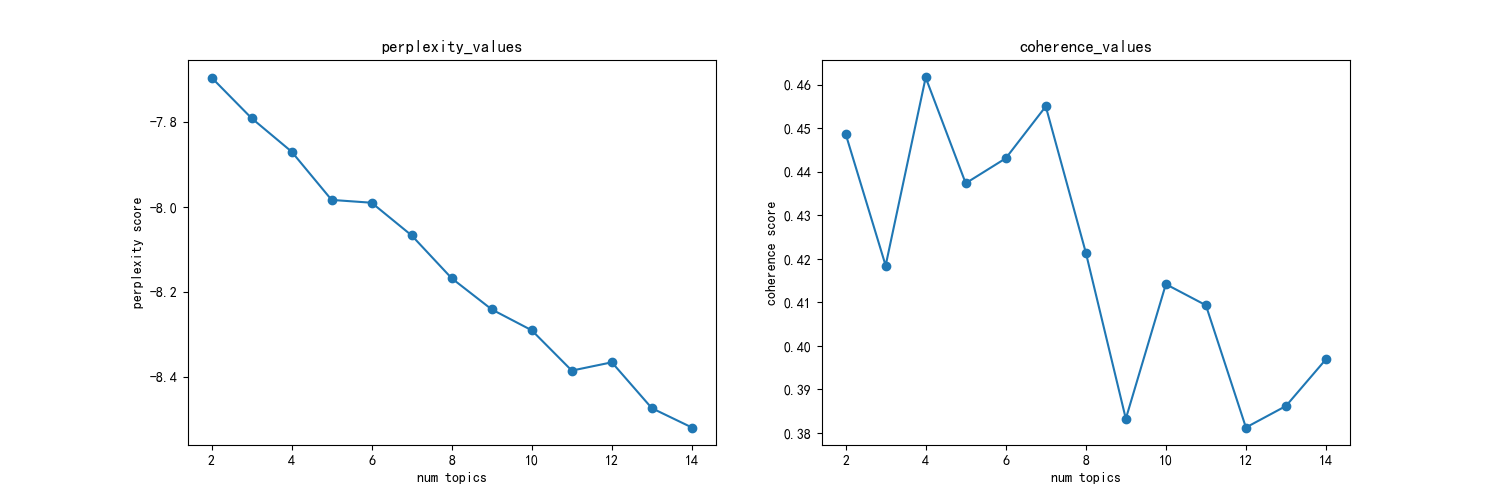 perplexity_values
perplexity score
-7.8
-8.0
-8.2
-8.4
2 4 6 8 10 12 14
num topics
coherence_values
coherence score
0.46
0.45
0.44
0.43
0.42
0.41
0.40
0.39
0.38
2 4 6 8 10 12 14
num topics